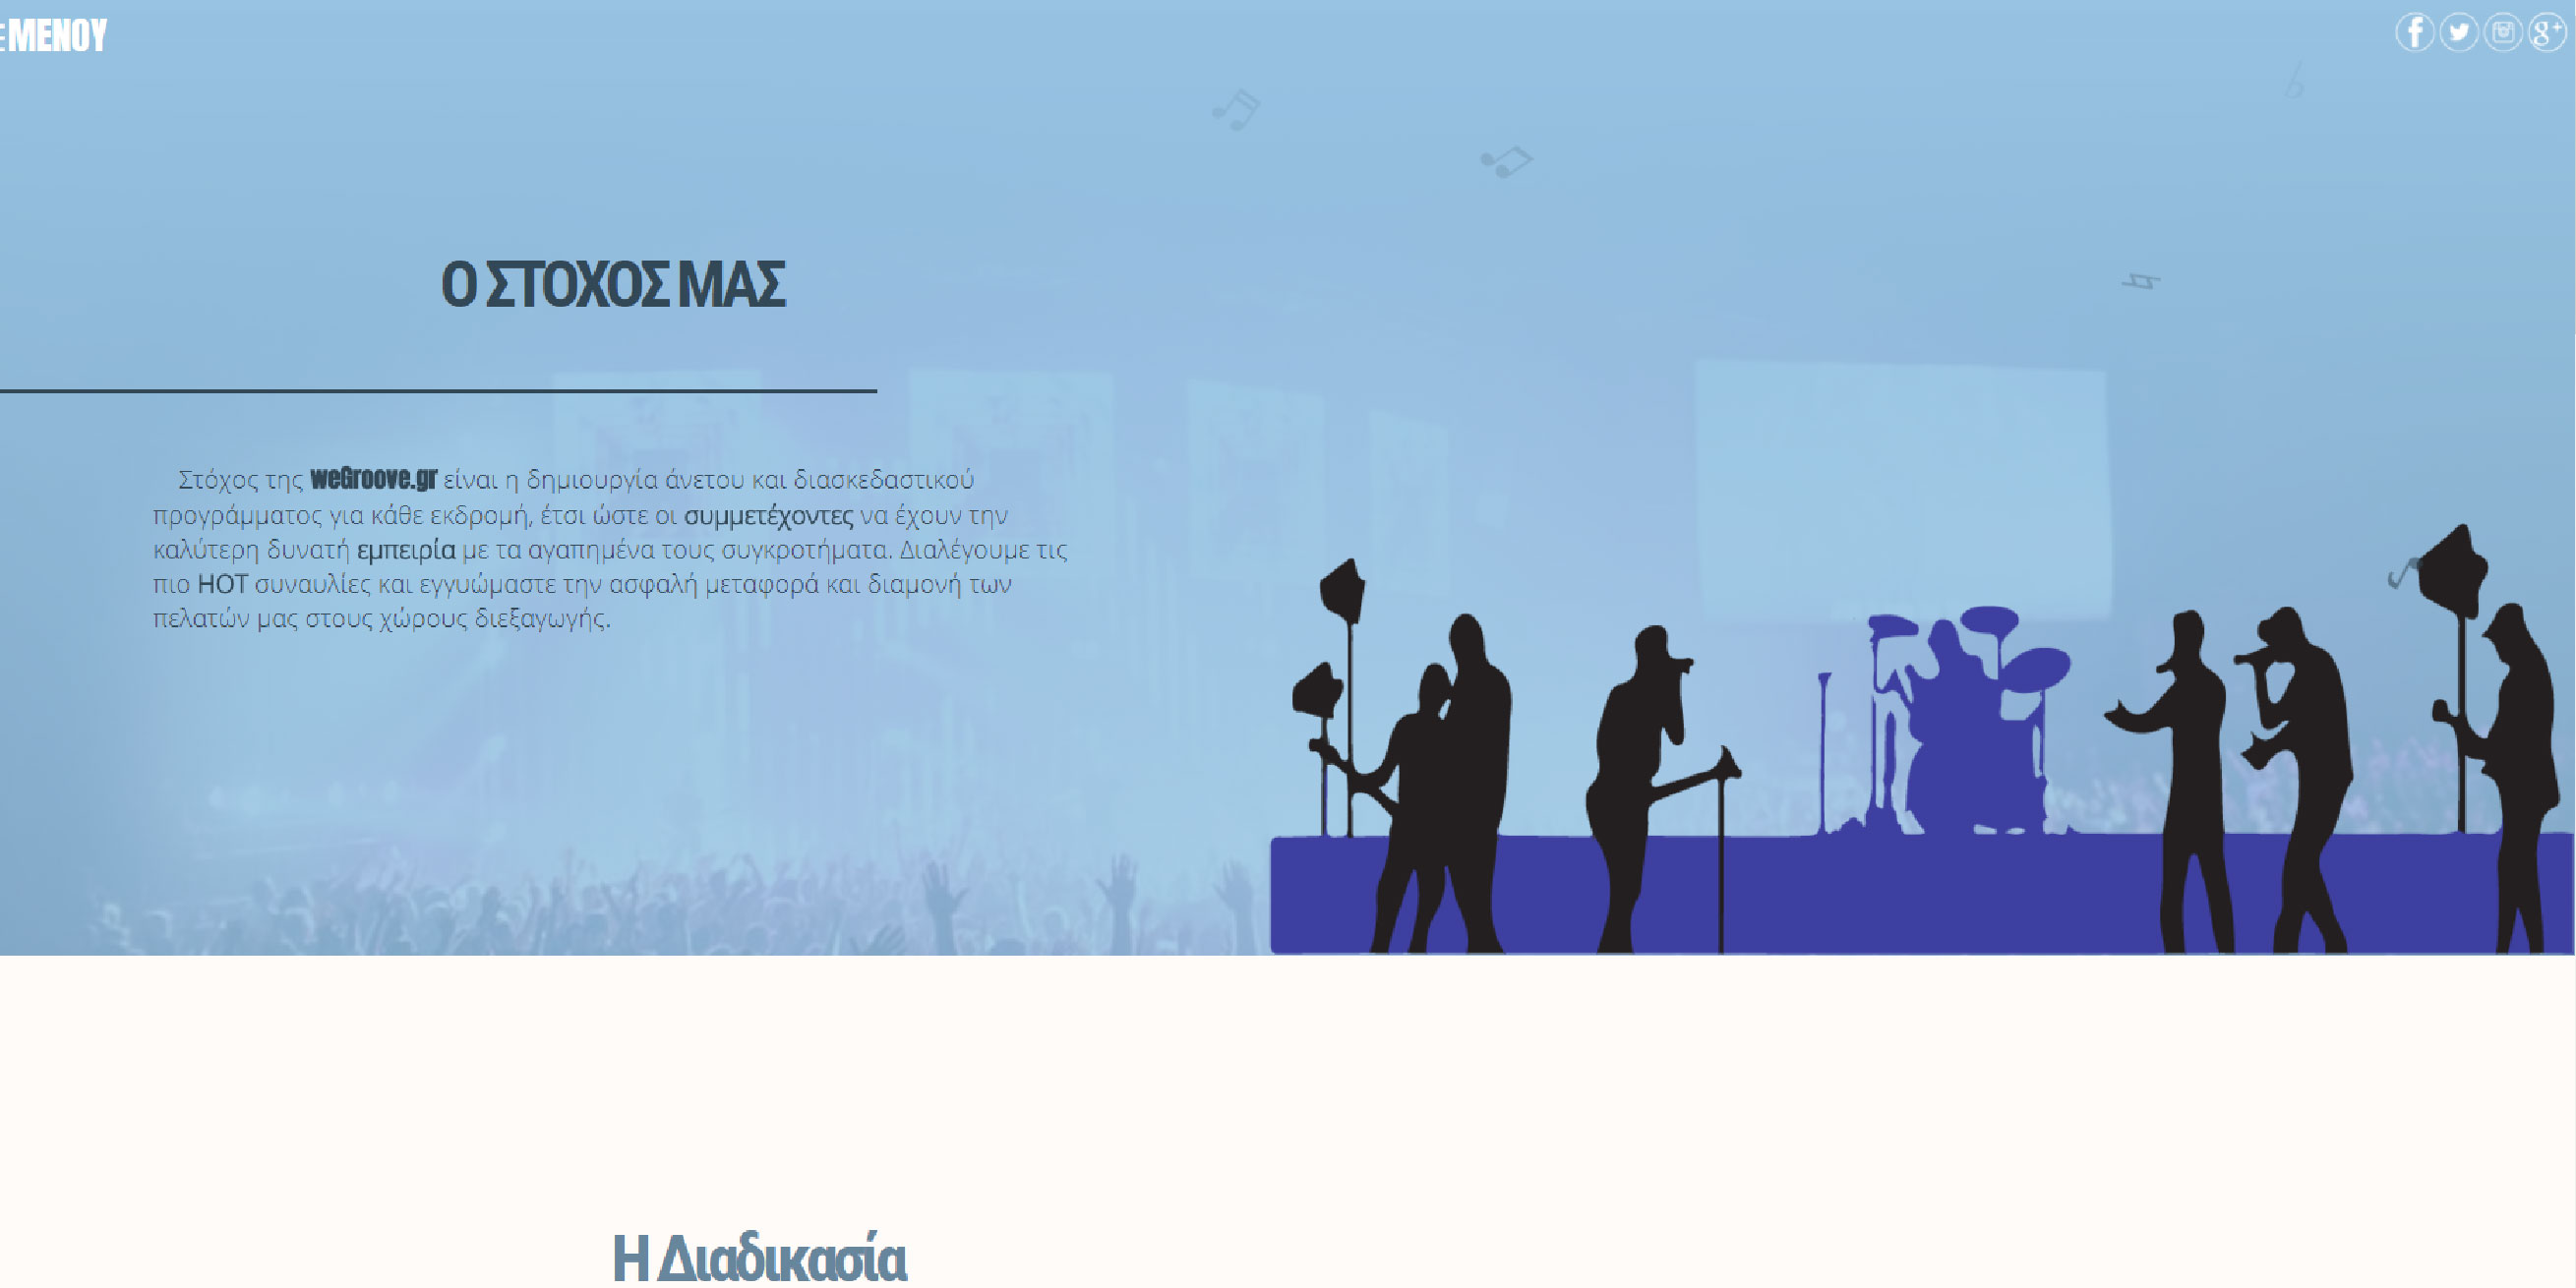 ΜΕΝΟΥ
Ο ΣΤΟΧΟΣ ΜΑΣ
Στόχος της weGroove.gr είναι η δημιουργία άνετου και διασκεδαστικού
προγράμματος για κάθε εκδρομή, έτσι ώστε οι συμμετέχοντες να έχουν την
καλύτερη δυνατή εμπειρία με τα αγαπημένα τους συγκροτήματα. Διαλέγουμε τις
πιο HOT συναυλίες και εγγυώμαστε την ασφαλή μεταφορά και διαμονή των
πελατών μας στους χώρους διεξαγωγής.
Η Διαδικασία